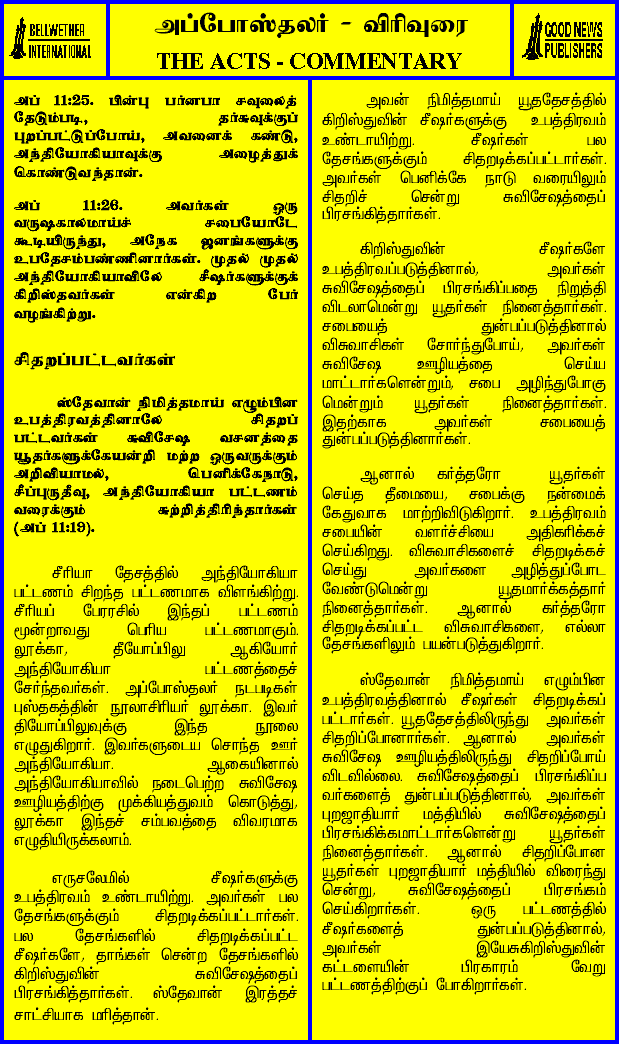 BELLWETHER
INTERNATIONAL
அப்போஸ்தலர் - விரிவுரை
THE ACTS - COMMENTARY
GOOD NEWS
PUBLISHERS
அப் 11:25. பின்பு பர்னபா சவுலைத்
தேடும்படி, தர்சுவுக்குப்
புறப்பட்டுப்போய், அவனைக் கண்டு,
அந்தியோகியாவுக்கு அழைத்துக்
கொண்டுவந்தான்.
அப் 11:26. அவர்கள் ஒரு
வருஷகாலமாய்ச் சபையோடே
கூடியிருந்து, அநேக ஜனங்களுக்கு
உபதேசம்பண்ணினார்கள். முதல் முதல்
அந்தியோகியாவிலே சீஷர்களுக்குக்
கிறிஸ்தவர்கள் என்கிற பேர்
வழங்கிற்று.
சிதறப்பட்டவர்கள்
ஸ்தேவான் நிமித்தமாய் எழும்பின
உபத்திரவத்தினாலே சிதறப்
பட்டவர்கள் சுவிசேஷ வசனத்தை
யூதர்களுக்கேயன்றி மற்ற ஒருவருக்கும்
அறிவியாமல், பெனிக்கேநாடு,
சீப்புருதீவு, அந்தியோகியா பட்டணம்
வரைக்கும் சுற்றித்திரிந்தார்கள்
(அப் 11:19).
சீரியா தேசத்தில் அந்தியோகியா
பட்டணம் சிறந்த பட்டணமாக விளங்கிற்று.
சீரியப் பேரரசில் இந்தப் பட்டணம்
மூன்றாவது பெரிய பட்டணமாகும்.
லூக்கா, தீயோப்பிலு ஆகியோர்
அந்தியோகியா பட்டணத்தைச்
சேர்ந்தவர்கள். அப்போஸ்தலர் நடபடிகள்
புஸ்தகத்தின் நூலாசிரியர் லூக்கா. இவர்
தியோப்பிலுவுக்கு இந்த நூலை
எழுதுகிறார். இவர்களுடைய சொந்த ஊர்
அந்தியோகியா. ஆகையினால்
அந்தியோகியாவில் நடைபெற்ற சுவிசேஷ
ஊழியத்திற்கு முக்கியத்துவம் கொடுத்து,
லூக்கா இந்தச் சம்பவத்தை விவரமாக
எழுதியிருக்கலாம்.
எருசலேமில் சீஷர்களுக்கு
உபத்திரவம் உண்டாயிற்று. அவர்கள் பல
தேசங்களுக்கும் சிதறடிக்கப்பட்டார்கள்.
பல தேசங்களில் சிதறடிக்கப்பட்ட
சீஷர்களே, தாங்கள் சென்ற தேசங்களில்
கிறிஸ்துவின் சுவிசேஷத்தைப்
பிரசங்கித்தார்கள். ஸ்தேவான் இரத்தச்
சாட்சியாக மரித்தான்.
அவன் நிமித்தமாய் யூததேசத்தில்
கிறிஸ்துவின் சீஷர்களுக்கு உபத்திரவம்
உண்டாயிற்று. சீஷர்கள் பல
தேசங்களுக்கும் சிதறடிக்கப்பட்டார்கள்.
அவர்கள் பெனிக்கே நாடு வரையிலும்
சிதறிச் சென்று சுவிசேஷத்தைப்
பிரசங்கித்தார்கள்.
கிறிஸ்துவின் சீஷர்களே
உபத்திரவப்படுத்தினால், அவர்கள்
சுவிசேஷத்தைப் பிரசங்கிப்பதை நிறுத்தி
விடலாமென்று யூதர்கள் நினைத்தார்கள்.
சபையைத் துன்பப்படுத்தினால்
விசுவாசிகள் சோர்ந்துபோய், அவர்கள்
சுவிசேஷ ஊழியத்தை செய்ய
மாட்டார்களென்றும், சபை அழிந்துபோகு
மென்றும் யூதர்கள் நினைத்தார்கள்.
இதற்காக அவர்கள் சபையைத்
துன்பப்படுத்தினார்கள்.
ஆனால் கர்த்தரோ யூதர்கள்
செய்த தீமையை, சபைக்கு நன்மைக்
கேதுவாக மாற்றிவிடுகிறார். உபத்திரவம்
சபையின் வளர்ச்சியை அதிகரிக்கச்
செய்கிறது. விசுவாசிகளைச் சிதறடிக்கச்
செய்து அவர்களை அழித்துப்போட
வேண்டுமென்று யூதமார்க்கத்தார்
நினைத்தார்கள். ஆனால் கர்த்தரோ
சிதறடிக்கப்பட்ட விசுவாசிகளை, எல்லா
தேசங்களிலும் பயன்படுத்துகிறார்.
ஸ்தேவான் நிமித்தமாய் எழும்பின
உபத்திரவத்தினால் சீஷர்கள் சிதறடிக்கப்
பட்டார்கள். யூததேசத்திலிருந்து அவர்கள்
சிதறிப்போனார்கள். ஆனால் அவர்கள்
சுவிசேஷ ஊழியத்திலிருந்து சிதறிப்போய்
விடவில்லை. சுவிசேஷத்தைப் பிரசங்கிப்ப
வர்களைத் துன்பப்படுத்தினால், அவர்கள்
புறஜாதியார் மத்தியில் சுவிசேஷத்தைப்
பிரசங்கிக்கமாட்டார்களென்று யூதர்கள்
நினைத்தார்கள். ஆனால் சிதறிப்போன
யூதர்கள் புறஜாதியார் மத்தியில் விரைந்து
சென்று, சுவிசேஷத்தைப் பிரசங்கம்
செய்கிறார்கள். ஒரு பட்டணத்தில்
சீஷர்களைத் துன்பப்படுத்தினால்,
அவர்கள் இயேசுகிறிஸ்துவின்
கட்டளையின் பிரகாரம் வேறு
பட்டணத்திற்குப் போகிறார்கள்.